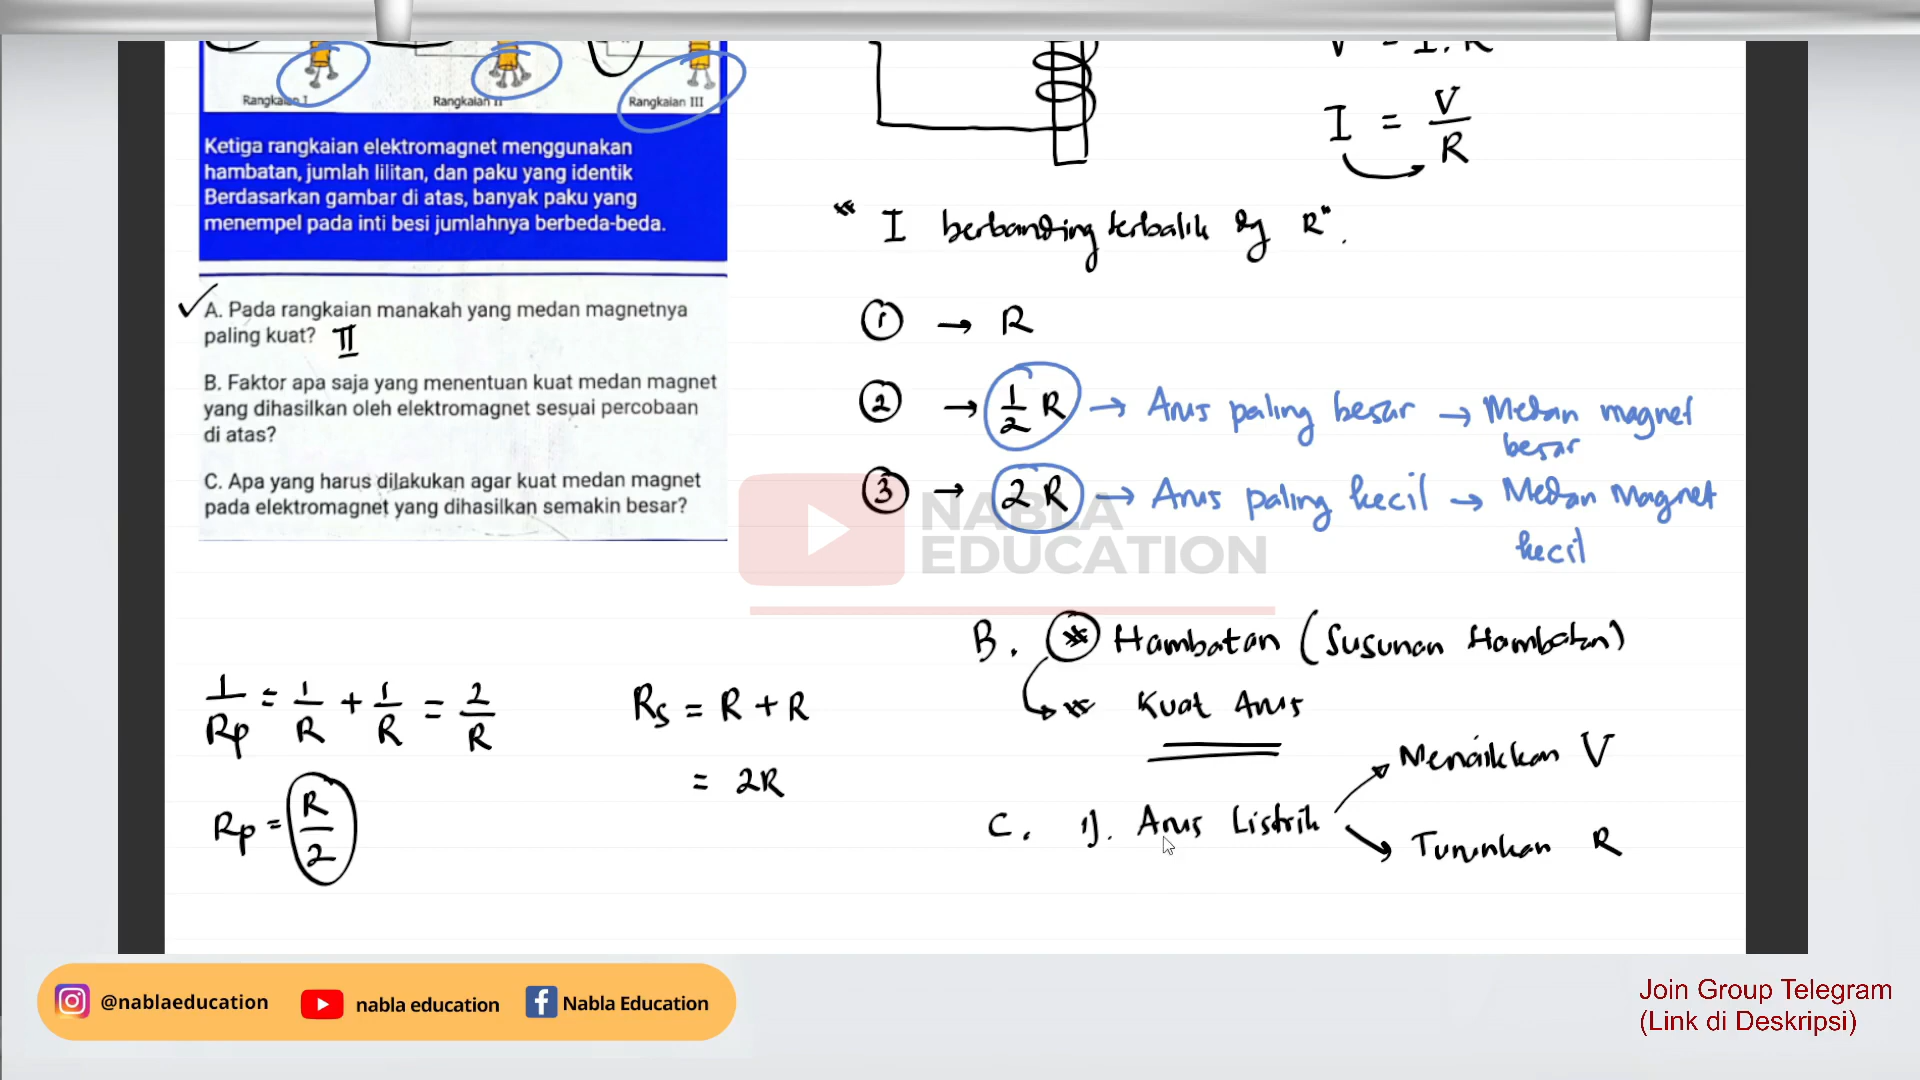 Rangkaian I
Rangkaian II
Rangkaian III
Ketiga rangkaian elektromagnet menggunakan
hambatan, jumlah lilitan, dan paku yang identik
Berdasarkan gambar di atas, banyak paku yang
menempel pada inti besi jumlahnya berbeda-beda.
A. Pada rangkaian manakah yang medan magnetnya
paling kuat? II
B. Faktor apa saja yang menentuan kuat medan magnet
yang dihasilkan oleh elektromagnet sesuai percobaan
di atas?
C. Apa yang harus dilakukan agar kuat medan magnet
pada elektromagnet yang dihasilkan semakin besar?
V = I. R
I = V/R
" I berbanding terbalik dg R".
1 → R
2 → 1/2 R → Arus paling besar → Medan magnet
besar
3 → 2 R → Arus paling kecil → Medan Magnet
kecil
NABLA
EDUCATION
1/Rp = 1/R + 1/R = 2/R
Rp = R/2
Rs = R + R
= 2R
B. * Hambatan (Susunan Hambatan)
* Kuat Arus
Menaikkan V
C. 1). Arus Listrik
Turunkan R
@nablaeducation
nabla education
Nabla Education
Join Group Telegram
(Link di Deskripsi)